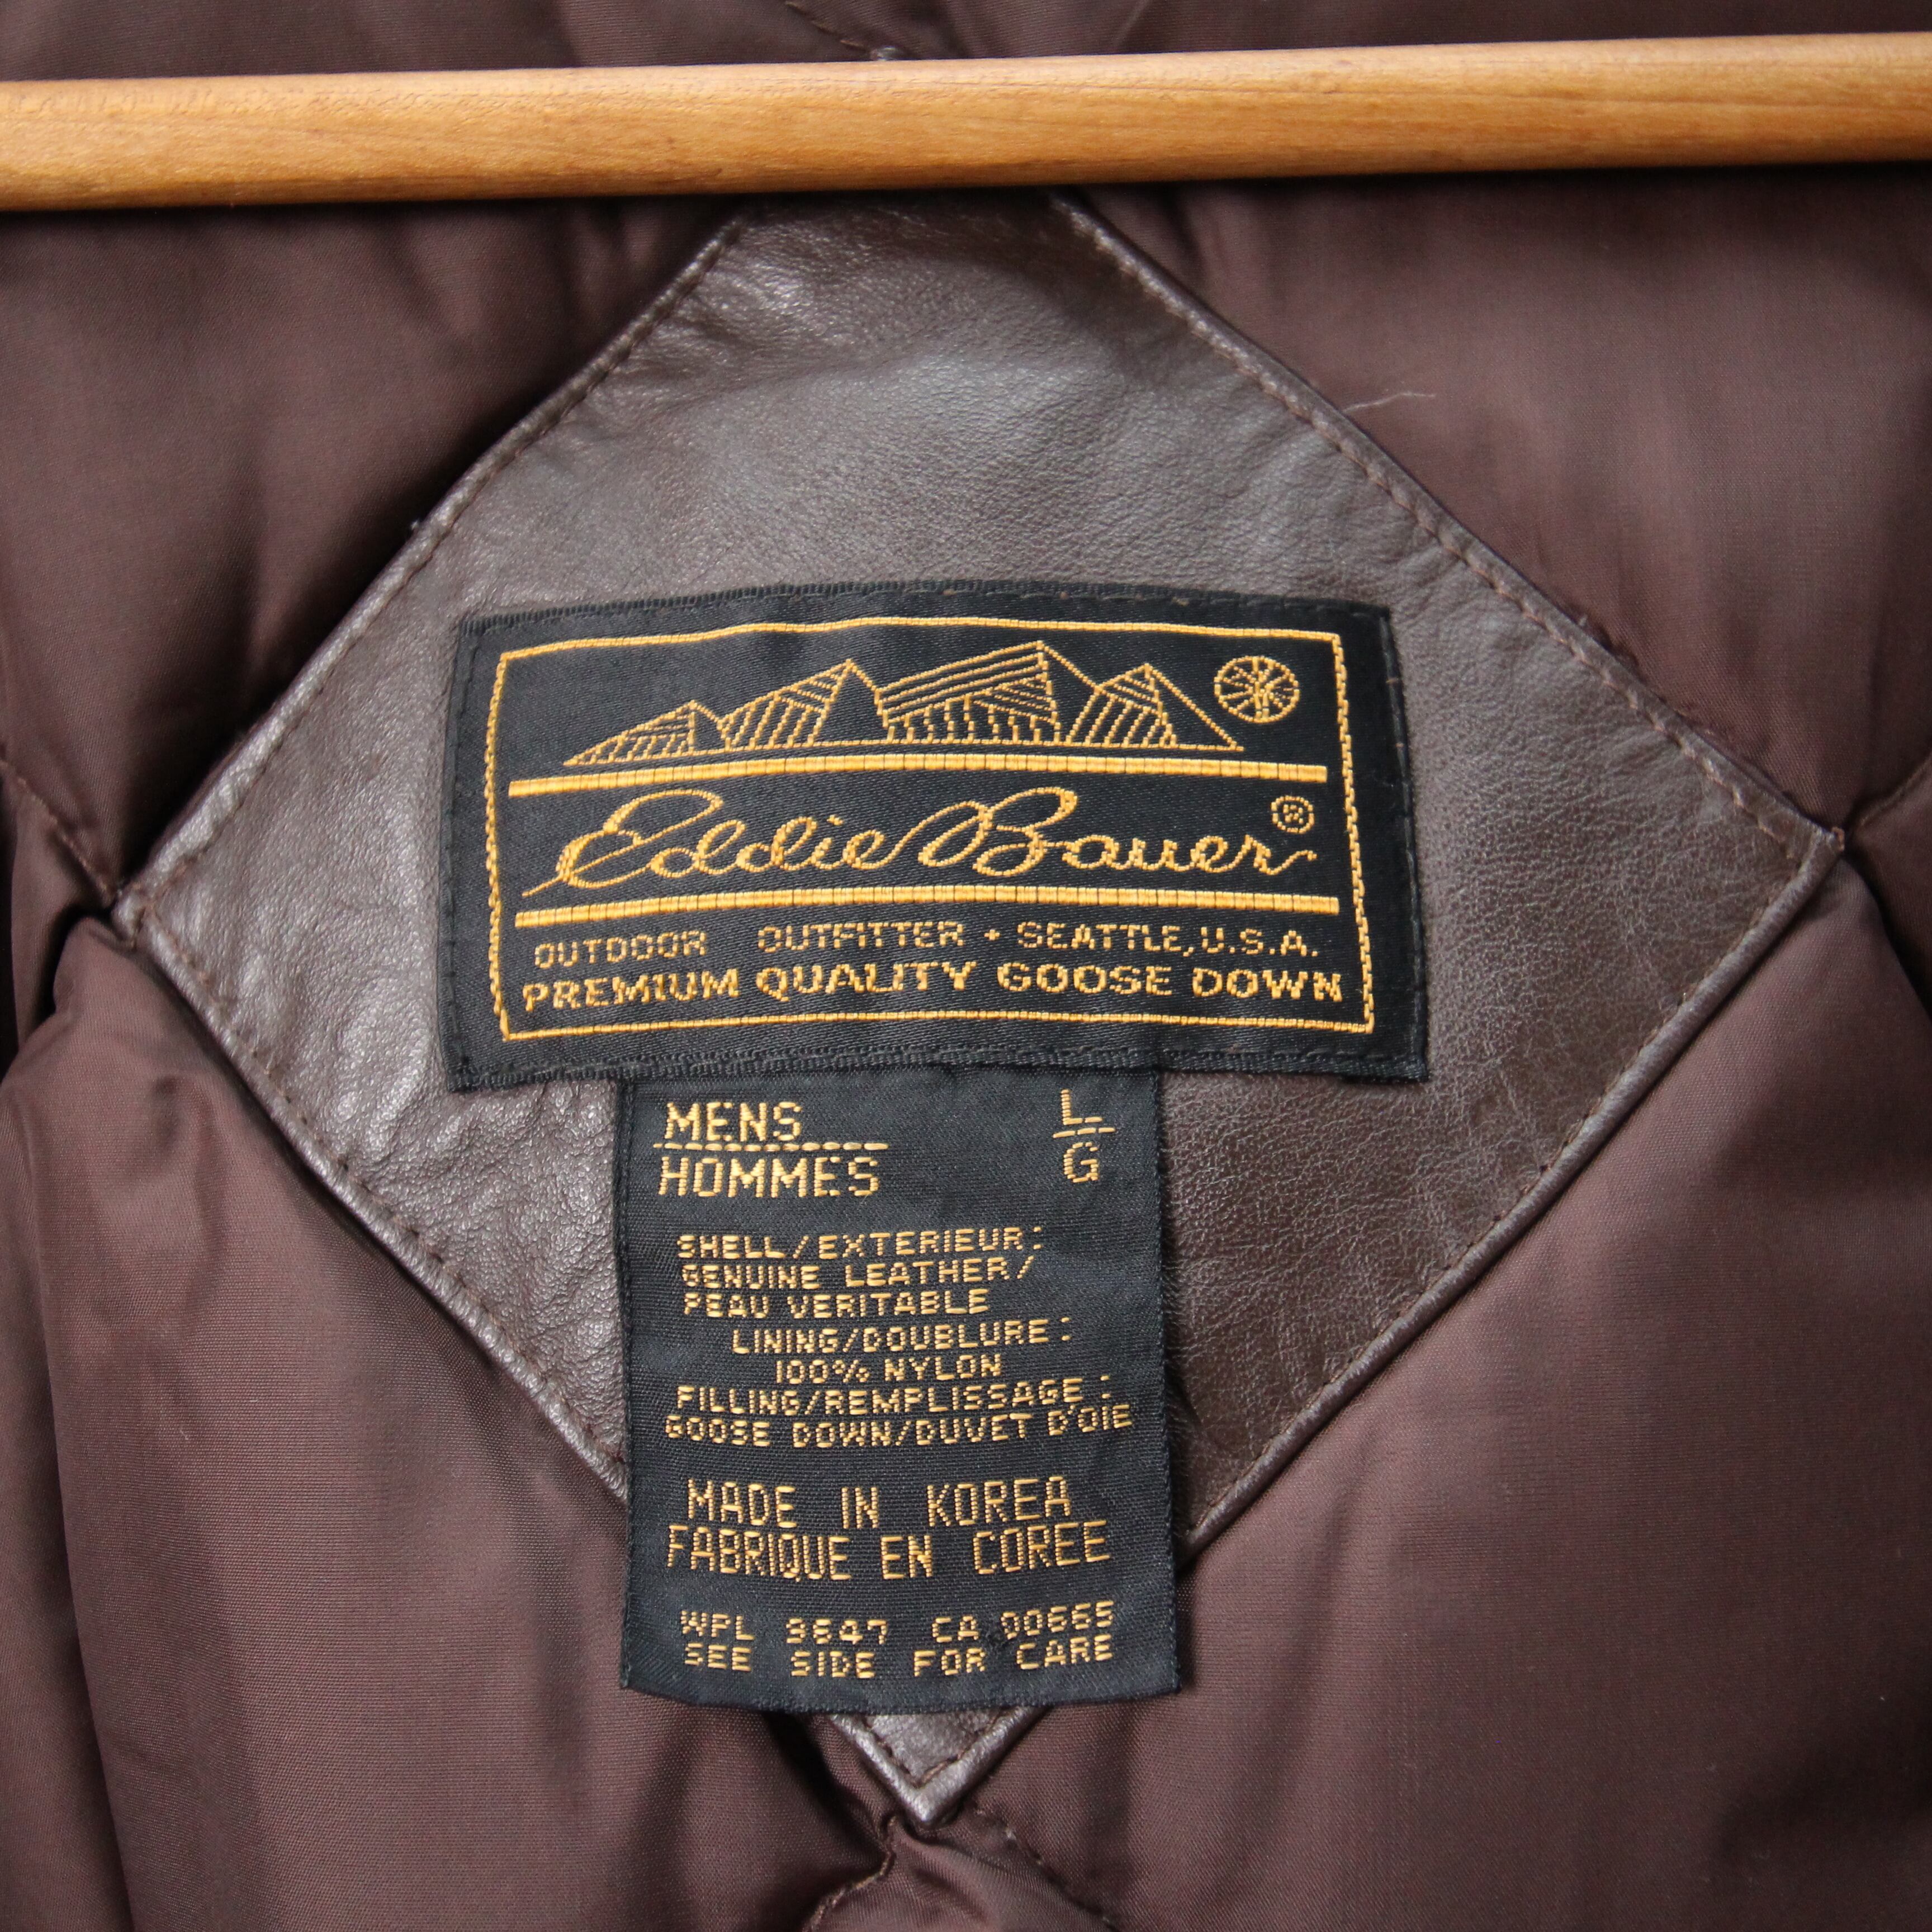 Eddie Bauer®
OUTDOOR OUTFITTER • SEATTLE, U.S.A.
PREMIUM QUALITY GOOSE DOWN
MENS L
HOMMES G
SHELL/EXTERIEUR:
GENUINE LEATHER/
PEAU VERITABLE
LINING/DOUBLURE:
100% NYLON
FILLING/REMPLISSAGE:
GOOSE DOWN/DUVET D'OIE
MADE IN KOREA
FABRIQUE EN COREE
WPL 9647 CA 00665
SEE SIDE FOR CARE